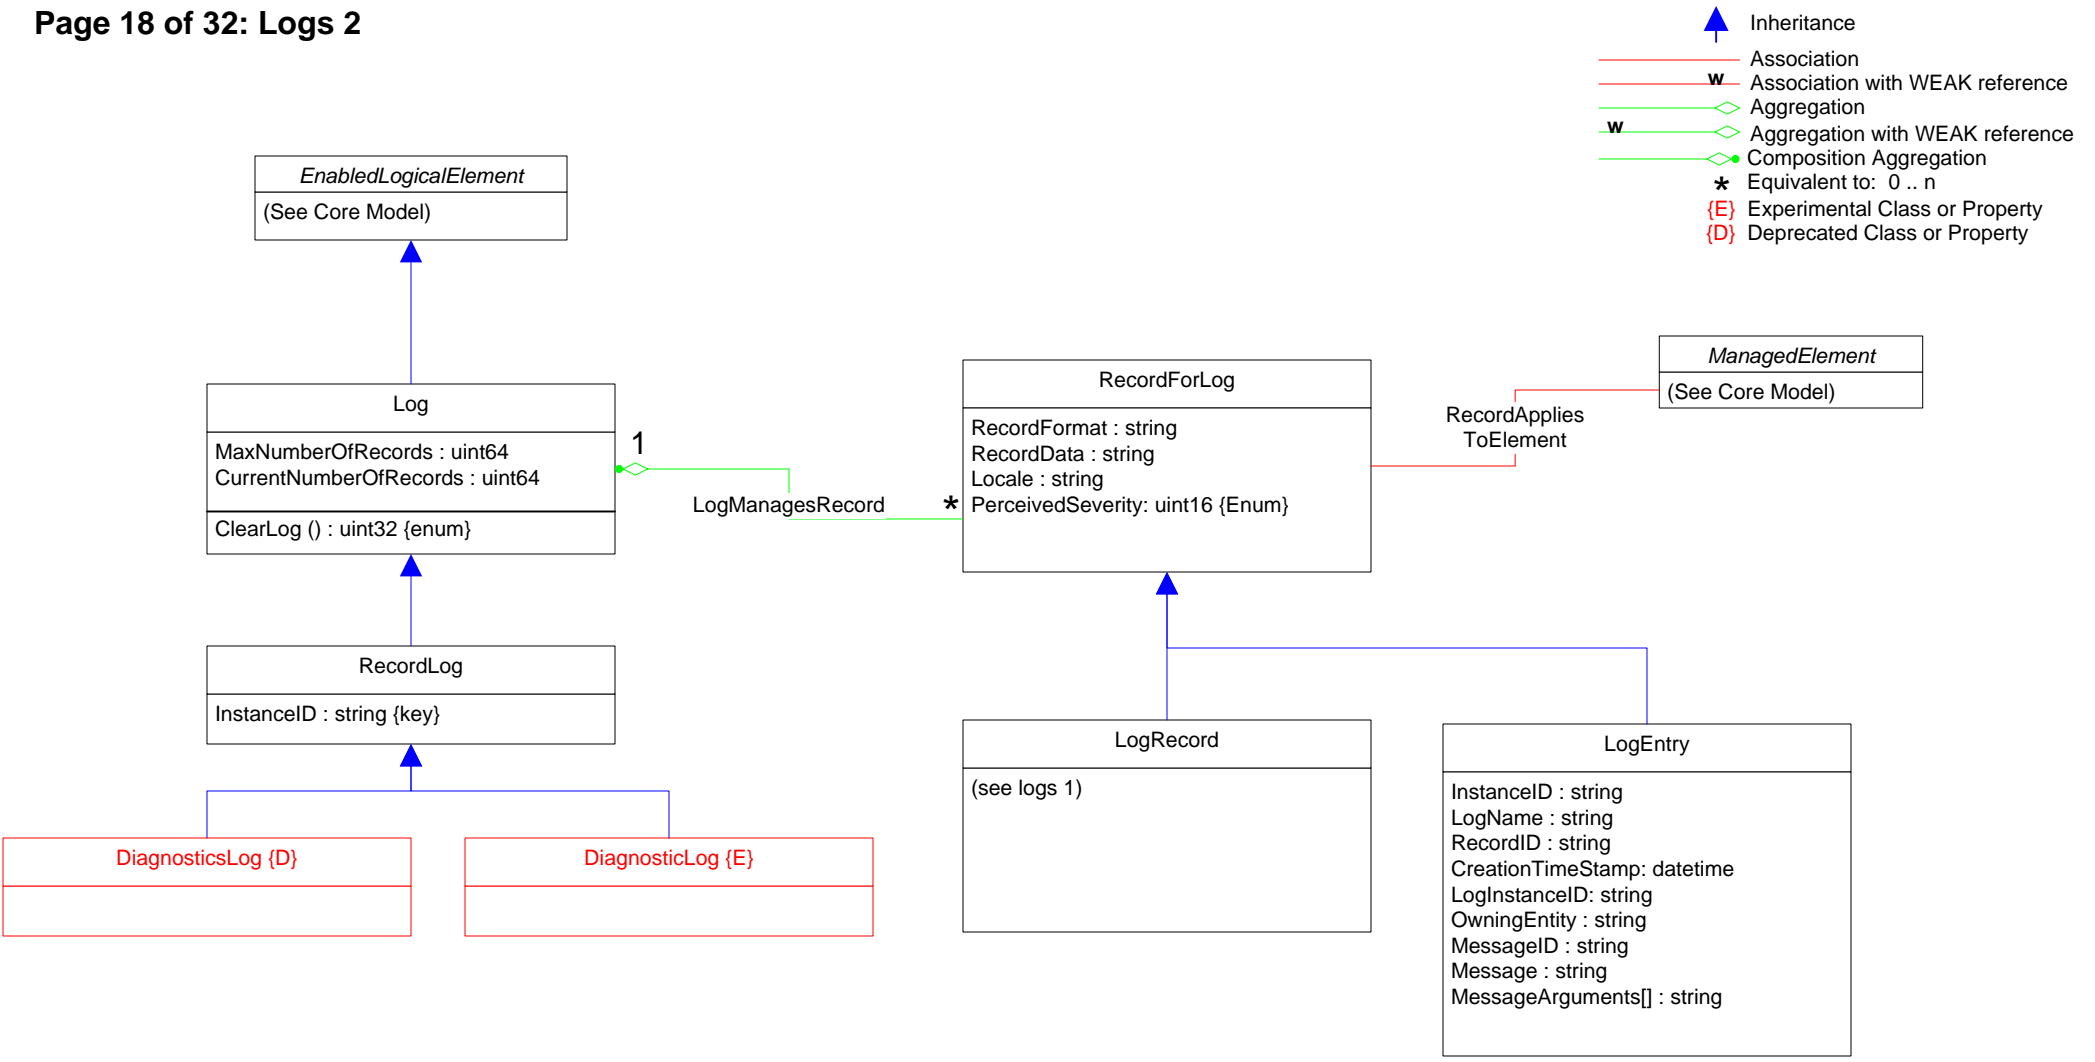 Page 18 of 32: Logs 2
Inheritance
Association
w
Association with WEAK reference
Aggregation
w
Aggregation with WEAK reference
Composition Aggregation
* Equivalent to: 0 .. n
{E} Experimental Class or Property
{D} Deprecated Class or Property
EnabledLogicalElement
(See Core Model)
ManagedElement
(See Core Model)
RecordForLog
RecordFormat : string
RecordData : string
Locale : string
PerceivedSeverity: uint16 {Enum}
RecordApplies
ToElement
Log
MaxNumberOfRecords : uint64
CurrentNumberOfRecords : uint64
ClearLog () : uint32 {enum}
1
LogManagesRecord
*
RecordLog
InstanceID : string {key}
LogRecord
(see logs 1)
LogEntry
InstanceID : string
LogName : string
RecordID : string
CreationTimeStamp: datetime
LogInstanceID: string
OwningEntity : string
MessageID : string
Message : string
MessageArguments[] : string
DiagnosticsLog {D}
DiagnosticLog {E}